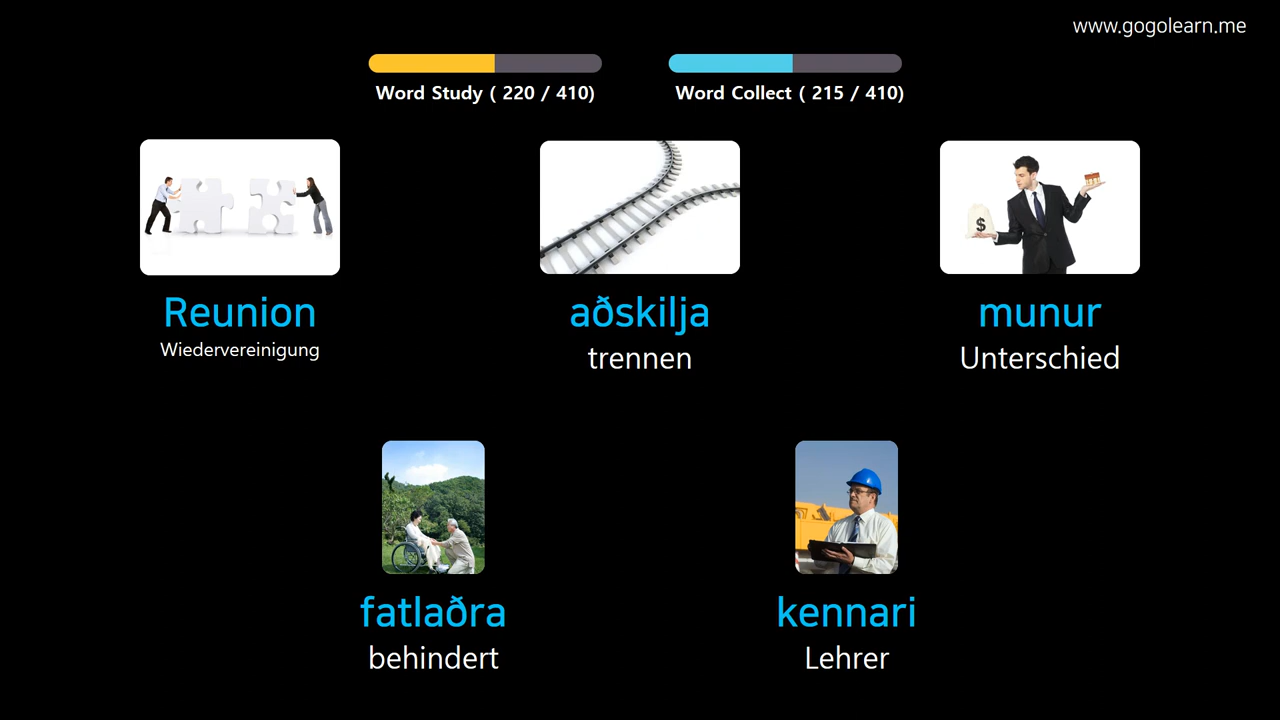 www.gogolearn.me
Word Study ( 220 / 410)
Word Collect ( 215 / 410)
$
Reunion
Wiedervereinigung
aðskilja
trennen
munur
Unterschied
fatlaðra
behindert
kennari
Lehrer